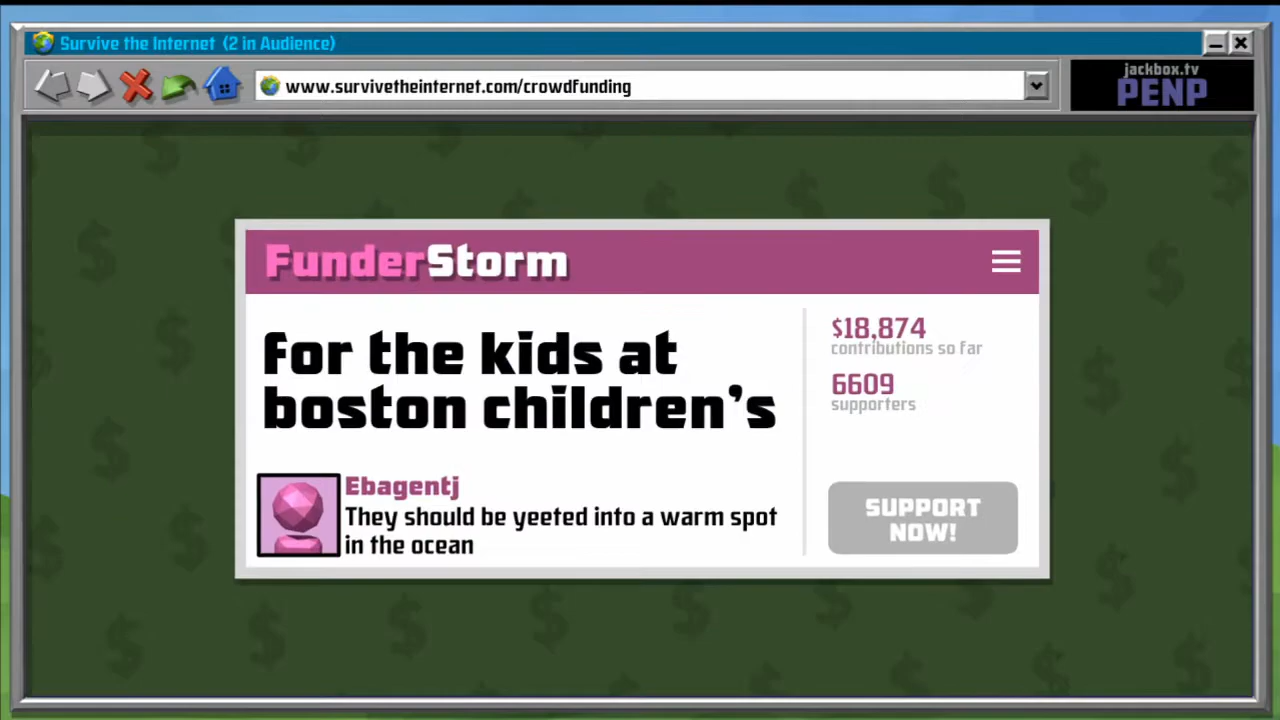 Survive the Internet (2 in Audience)
www.survivetheinternet.com/crowdfunding
jackbox.tv
PENP
FunderStorm
for the kids at
boston children's
Ebagentj
They should be yeeted into a warm spot
in the ocean
$18,874
contributions so far
6609
supporters
SUPPORT
NOW!